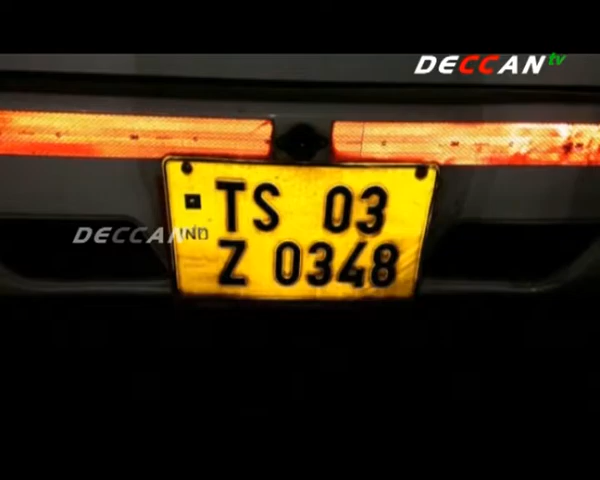 DECCAN tv
TS 03
DECCAN
IND
Z 0348